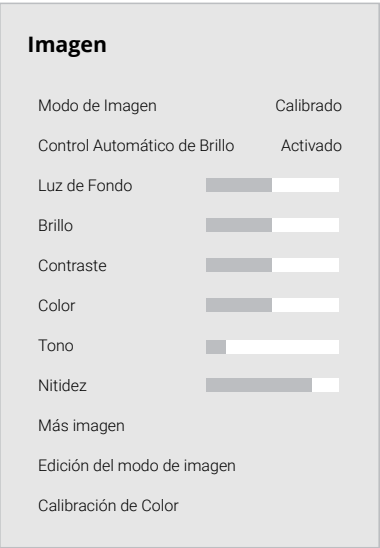 Imagen
Modo de Imagen Calibrado
Control Automático de Brillo Activado
Luz de Fondo
Brillo
Contraste
Color
Tono
Nitidez
Más imagen
Edición del modo de imagen
Calibración de Color